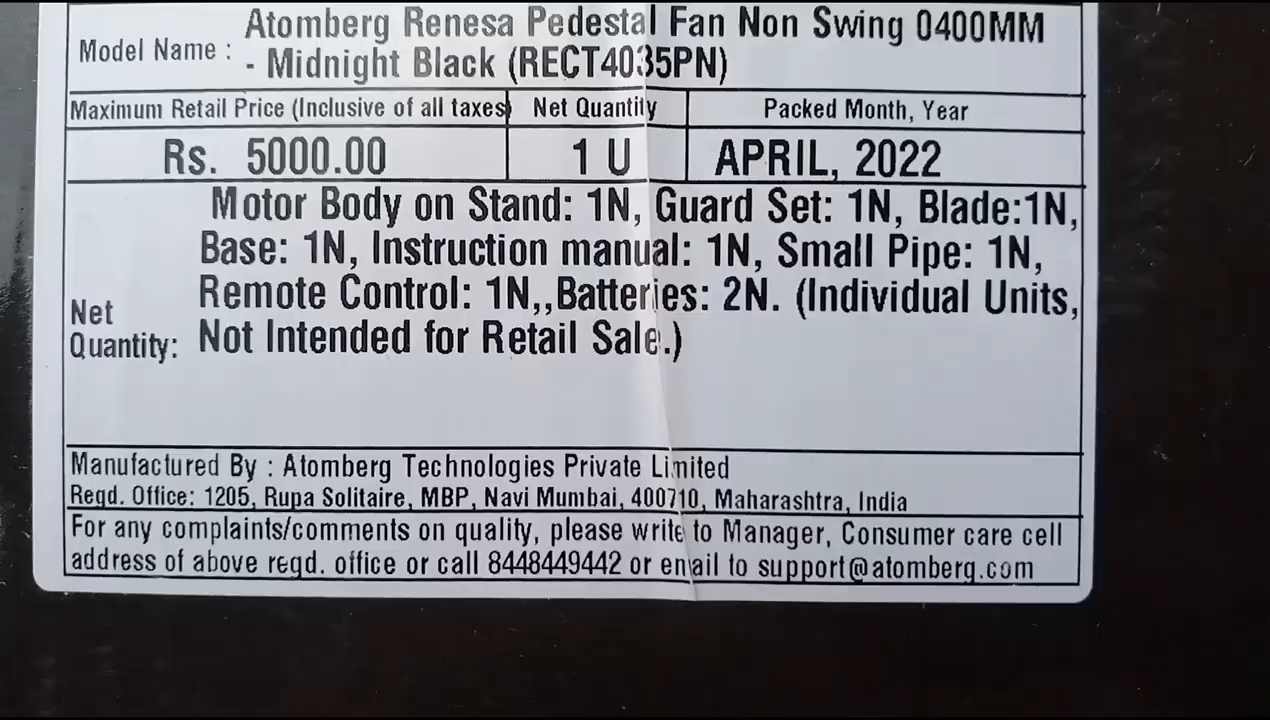 Atomberg Renesa Pedestal Fan Non Swing 0400MM
Model Name : - Midnight Black (RECT4035PN)
Maximum Retail Price (Inclusive of all taxes) Net Quantity Packed Month, Year
Rs. 5000.00 1 U APRIL, 2022
Motor Body on Stand: 1N, Guard Set: 1N, Blade:1N,
Base: 1N, Instruction manual: 1N, Small Pipe: 1N,
Remote Control: 1N,,Batteries: 2N. (Individual Units,
Net Quantity: Not Intended for Retail Sale.)
Manufactured By : Atomberg Technologies Private Limited
Regd. Office: 1205, Rupa Solitaire, MBP, Navi Mumbai, 400710, Maharashtra, India
For any complaints/comments on quality, please write to Manager, Consumer care cell
address of above regd. office or call 8448449442 or email to support@atomberg.com